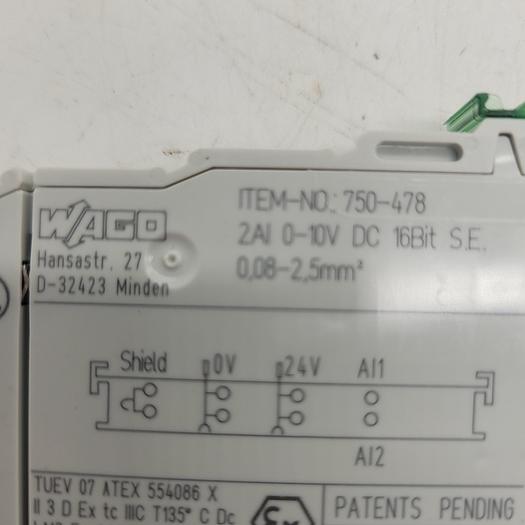 WAGO
Hansastr. 27
D-32423 Minden
ITEM-NO.: 750-478
2AI 0-10V DC 16Bit S.E.
0,08-2,5mm²
Shield 0V 24V AI1
AI2
TUEV 07 ATEX 554086 X
II 3 D Ex tc IIIC T135° C Dc
Ex
PATENTS PENDING